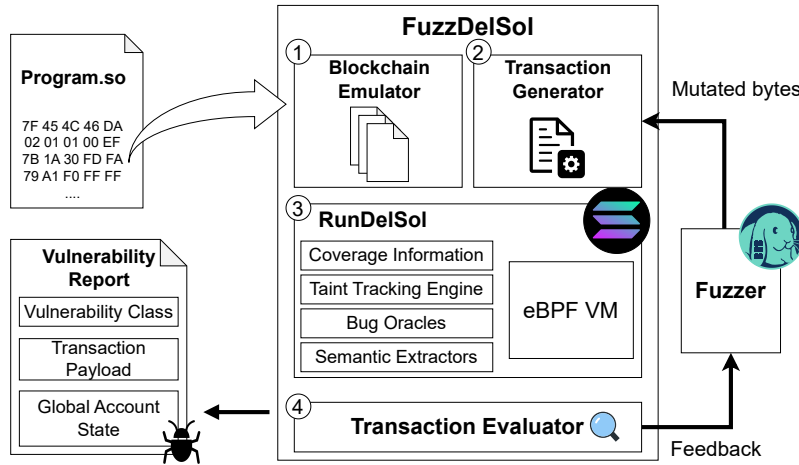 Program.so
7F 45 4C 46 DA
02 01 01 00 EF
7B 1A 30 FD FA
79 A1 F0 FF FF
....
FuzzDelSol
1
Blockchain
Emulator
2
Transaction
Generator
Mutated bytes
3
RunDelSol
Coverage Information
Taint Tracking Engine
Bug Oracles
Semantic Extractors
eBPF VM
Fuzzer
Vulnerability
Report
Vulnerability Class
Transaction
Payload
Global Account
State
4
Transaction Evaluator
Feedback